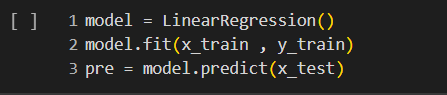 [ ] 1 model = LinearRegression()
2 model.fit(x_train , y_train)
3 pre = model.predict(x_test)